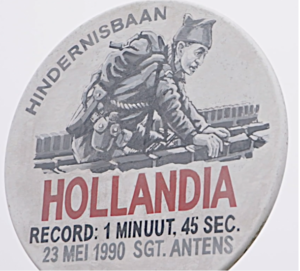 HINDERNISBAAN
HOLLANDIA
RECORD: 1 MINUUT, 45 SEC.
23 MEI 1990 SGT. ANTENS